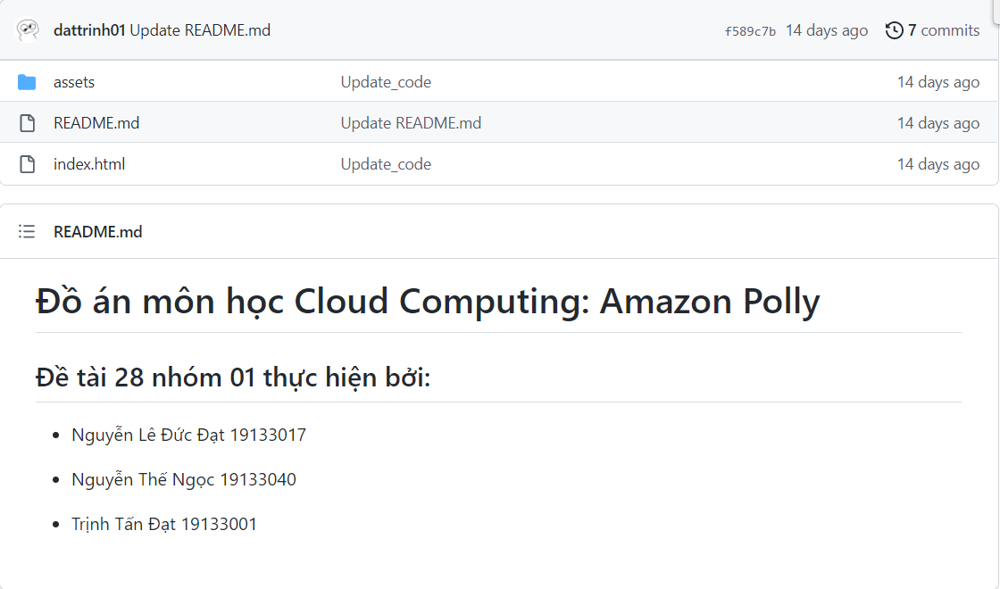 dattrinh01 Update README.md f589c7b 14 days ago 7 commits
assets Update_code 14 days ago
README.md Update README.md 14 days ago
index.html Update_code 14 days ago
README.md
Đồ án môn học Cloud Computing: Amazon Polly
Đề tài 28 nhóm 01 thực hiện bởi:
Nguyễn Lê Đức Đạt 19133017
Nguyễn Thế Ngọc 19133040
Trịnh Tấn Đạt 19133001